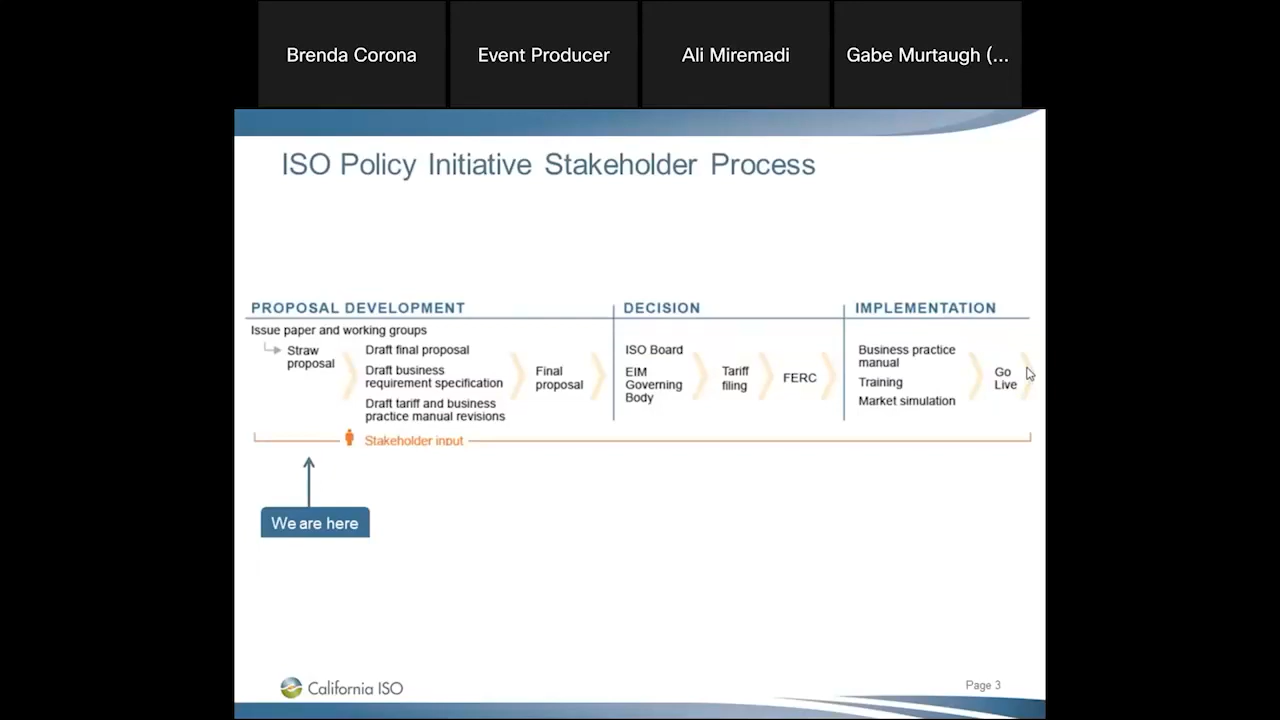 Brenda Corona
Event Producer
Ali Miremadi
Gabe Murtaugh (...
ISO Policy Initiative Stakeholder Process
PROPOSAL DEVELOPMENT
Issue paper and working groups
Straw
proposal
Draft final proposal
Draft business
requirement specification
Draft tariff and business
practice manual revisions
Final
proposal
DECISION
ISO Board
EIM
Governing
Body
Tariff
filing
FERC
IMPLEMENTATION
Business practice
manual
Training
Market simulation
Go
Live
Stakeholder input
We are here
California ISO
Page 3